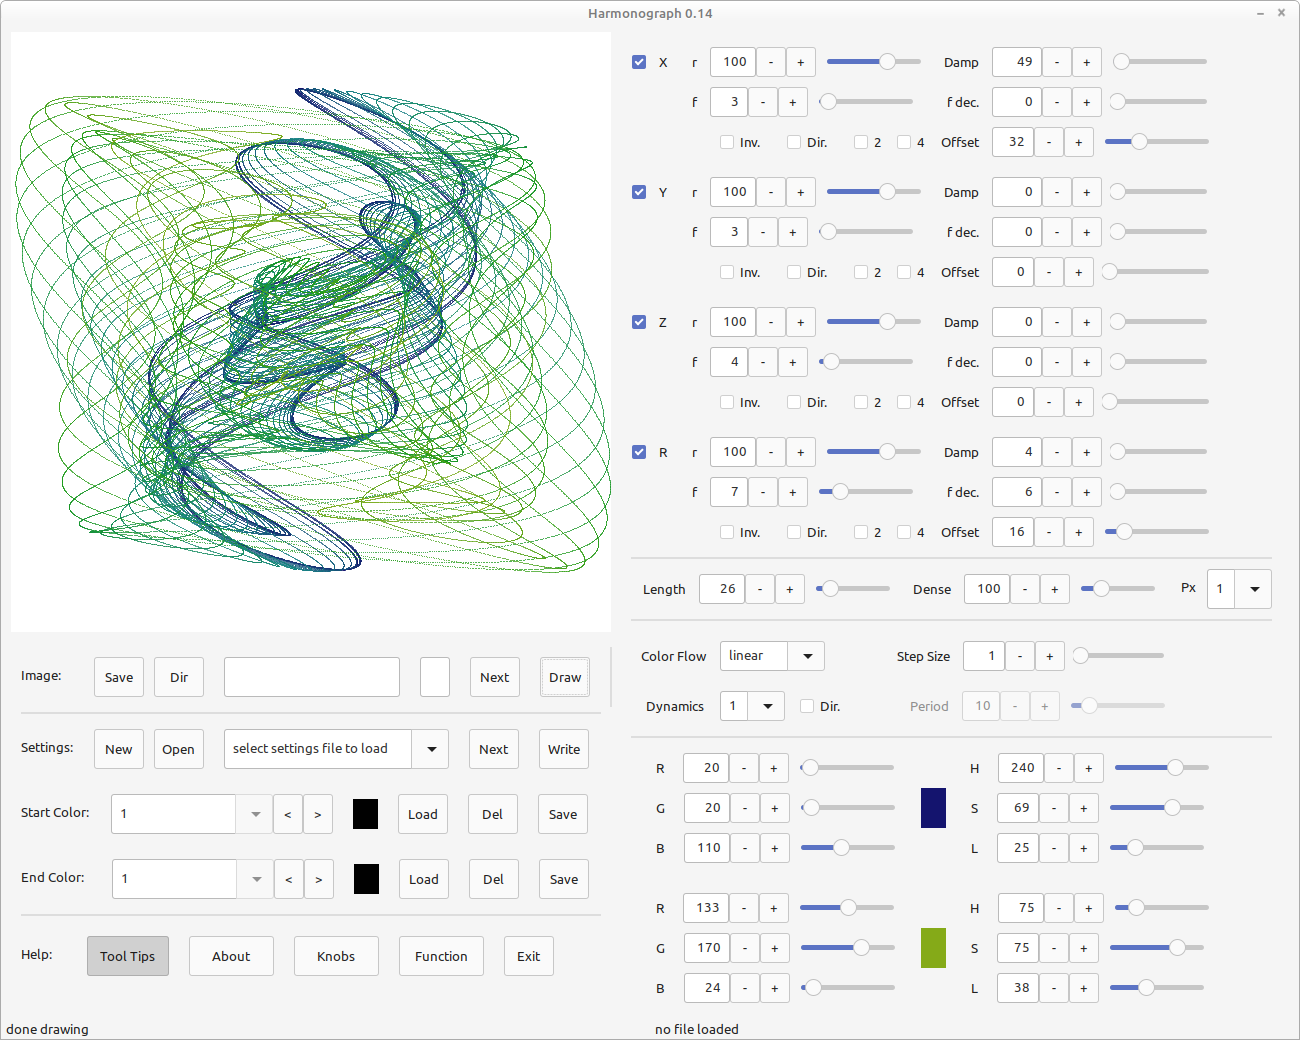 Harmonograph 0.14
X r 100 - + Damp 49 - +
f 3 - + f dec. 0 - +
Inv. Dir. 2 4 Offset 32 - +
Y r 100 - + Damp 0 - +
f 3 - + f dec. 0 - +
Inv. Dir. 2 4 Offset 0 - +
Z r 100 - + Damp 0 - +
f 4 - + f dec. 0 - +
Inv. Dir. 2 4 Offset 0 - +
R r 100 - + Damp 4 - +
f 7 - + f dec. 6 - +
Inv. Dir. 2 4 Offset 16 - +
Length 26 - + Dense 100 - + Px 1
Color Flow linear Step Size 1 - +
Dynamics 1 Dir. Period 10 - +
R 20 - + H 240 - +
G 20 - + S 69 - +
B 110 - + L 25 - +
R 133 - + H 75 - +
G 170 - + S 75 - +
B 24 - + L 38 - +
Image: Save Dir Next Draw
Settings: New Open select settings file to load Next Write
Start Color: 1 < > Load Del Save
End Color: 1 < > Load Del Save
Help: Tool Tips About Knobs Function Exit
done drawing no file loaded